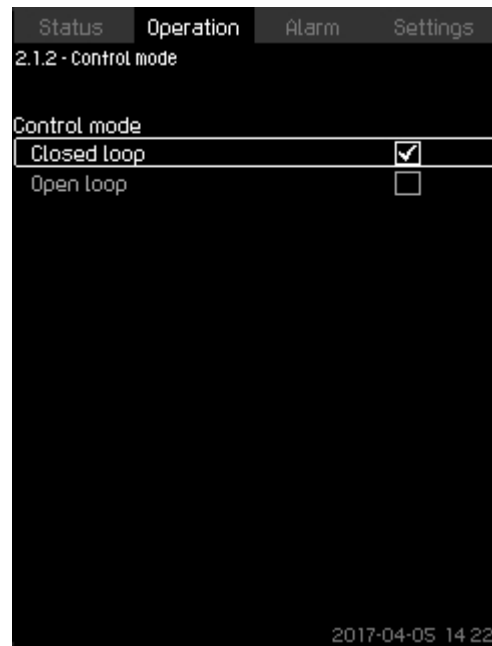 Status Operation Alarm Settings
2.1.2 - Control mode
Control mode
Closed loop
Open loop
2017-04-05 14 22